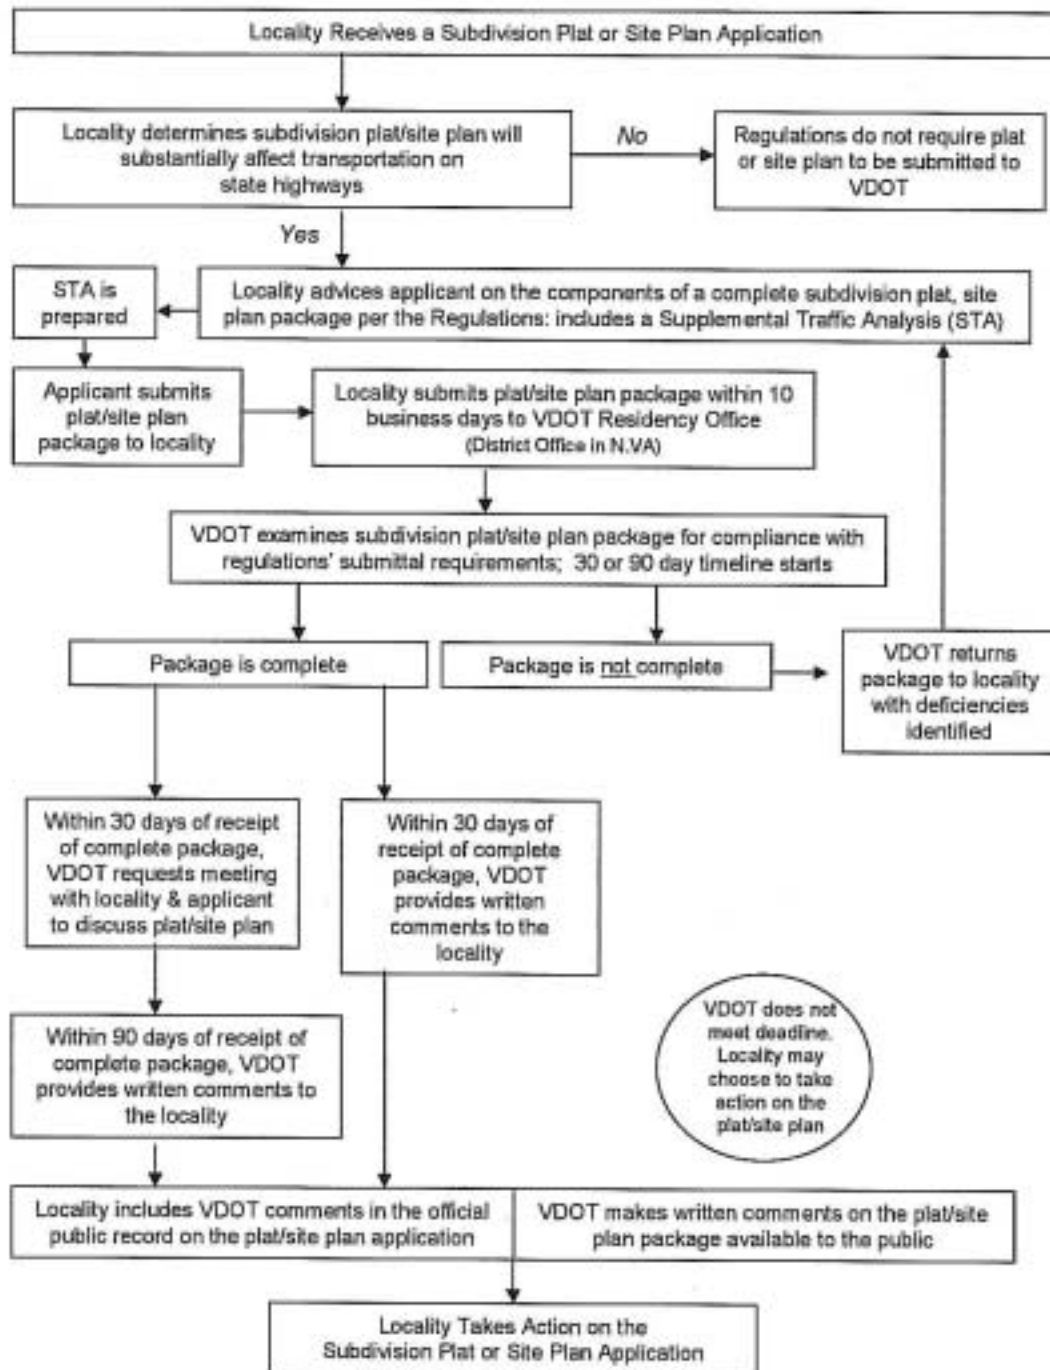 Locality Receives a Subdivision Plat or Site Plan Application
Locality determines subdivision plat/site plan will
substantially affect transportation on
state highways
No
Regulations do not require plat
or site plan to be submitted to
VDOT
Yes
STA is
prepared
Locality advices applicant on the components of a complete subdivision plat, site
plan package per the Regulations: includes a Supplemental Traffic Analysis (STA)
Applicant submits
plat/site plan
package to locality
Locality submits plat/site plan package within 10
business days to VDOT Residency Office
(District Office in N.VA)
VDOT examines subdivision plat/site plan package for compliance with
regulations' submittal requirements; 30 or 90 day timeline starts
Package is complete
Package is not complete
VDOT returns
package to locality
with deficiencies
identified
Within 30 days of receipt
of complete package,
VDOT requests meeting
with locality & applicant
to discuss plat/site plan
Within 30 days of
receipt of complete
package, VDOT
provides written
comments to the
locality
Within 90 days of receipt of
complete package, VDOT
provides written comments to
the locality
VDOT does not
meet deadline.
Locality may
choose to take
action on the
plat/site plan
Locality includes VDOT comments in the official
public record on the plat/site plan application
VDOT makes written comments on the plat/site
plan package available to the public
Locality Takes Action on the
Subdivision Plat or Site Plan Application